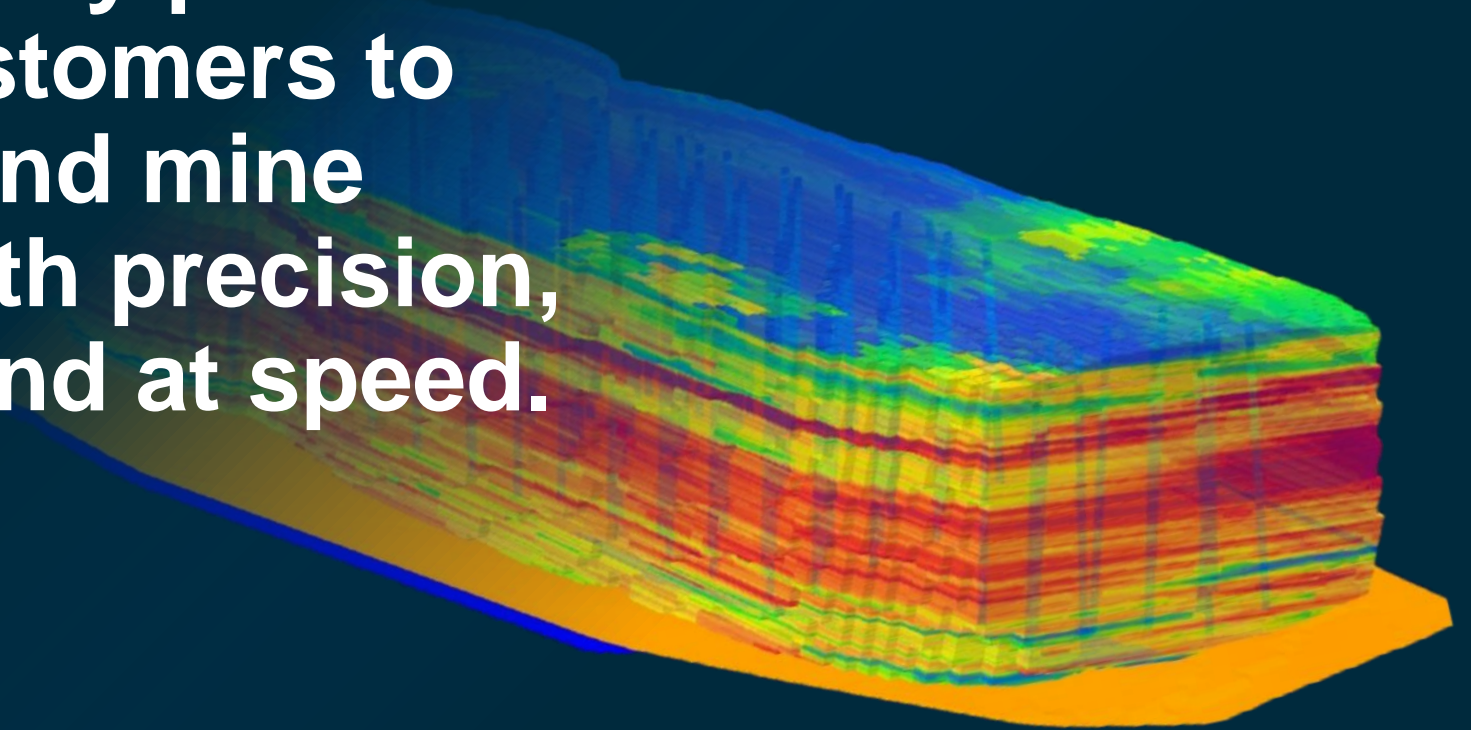 stomers to
nd mine
th precision,
nd at speed.